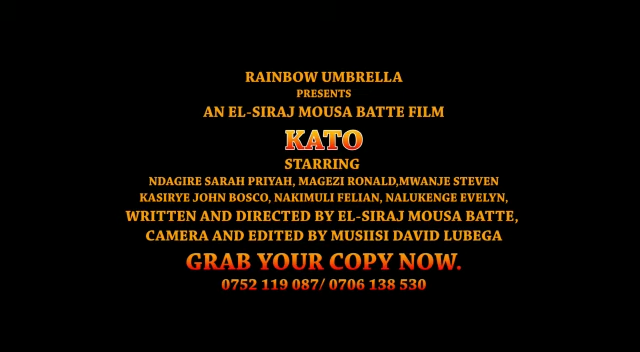 RAINBOW UMBRELLA
PRESENTS
AN EL-SIRAJ MOUSA BATTE FILM
KATO
STARRING
NDAGIRE SARAH PRIYAH, MAGEZI RONALD,MWANJE STEVEN
KASIRYE JOHN BOSCO, NAKIMULI FELIAN, NALUKENGE EVELYN,
WRITTEN AND DIRECTED BY EL-SIRAJ MOUSA BATTE,
CAMERA AND EDITED BY MUSIISI DAVID LUBEGA
GRAB YOUR COPY NOW.
0752 119 087/ 0706 138 530